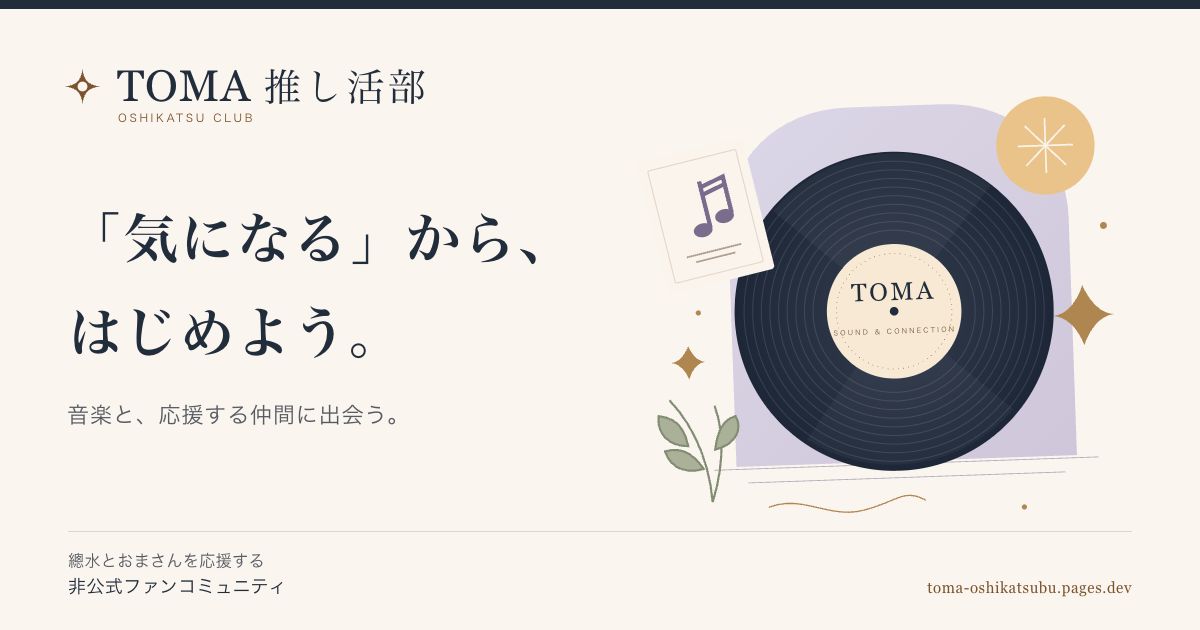 TOMA 推し活部
OSHIKATSU CLUB
「気になる」から、
はじめよう。
音楽と、応援する仲間に出会う。
TOMA
SOUND & CONNECTION
總水とおまさんを応援する
非公式ファンコミュニティ
toma-oshikatsubu.pages.dev